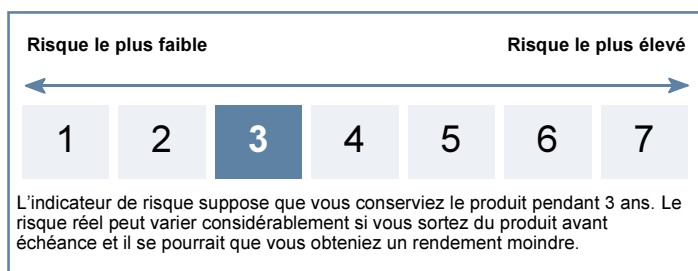 Risque le plus faible Risque le plus élevé
1 2 3 4 5 6 7
L'indicateur de risque suppose que vous conserviez le produit pendant 3 ans. Le
risque réel peut varier considérablement si vous sortez du produit avant
échéance et il se pourrait que vous obteniez un rendement moindre.